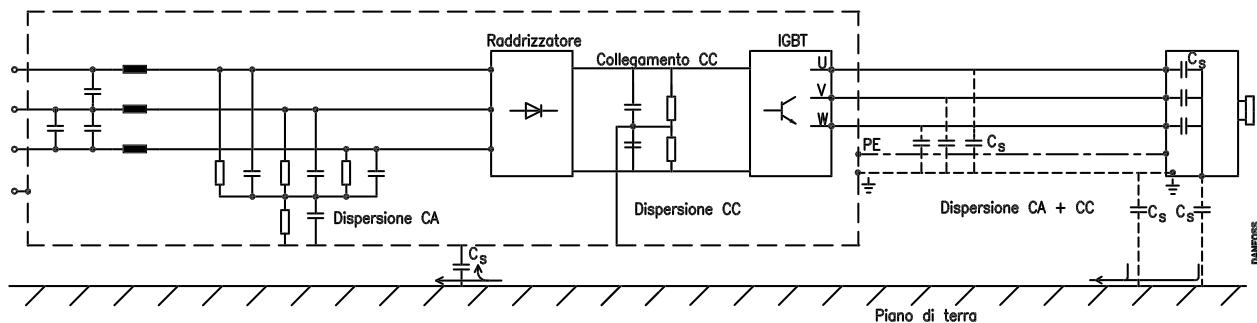 Raddrizzatore
Collegamento CC
IGBT
U
V
W
Cs
PE
Cs
Dispersione CA
Dispersione CC
Dispersione CA + CC
Cs
Cs
Cs
DANFOSS
Piano di terra